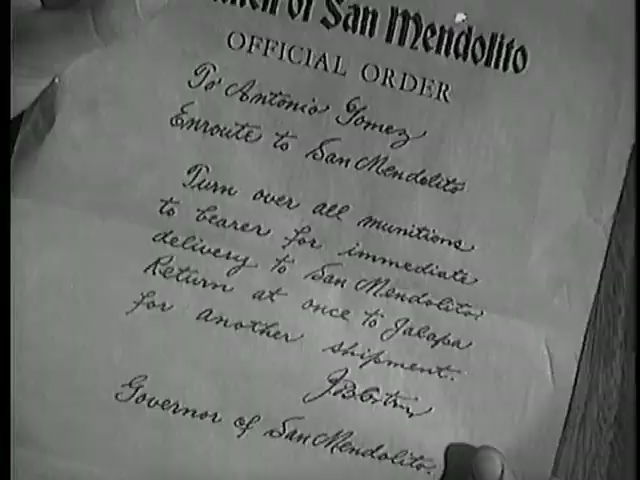 of San Mendolito
OFFICIAL ORDER
To Antonio Gomez
Enroute to San Mendolito
Turn over all munitions
to bearer for immediate
delivery to San Mendolito.
Return at once to Jalapa
for another shipment.
Governor of San Mendolito.